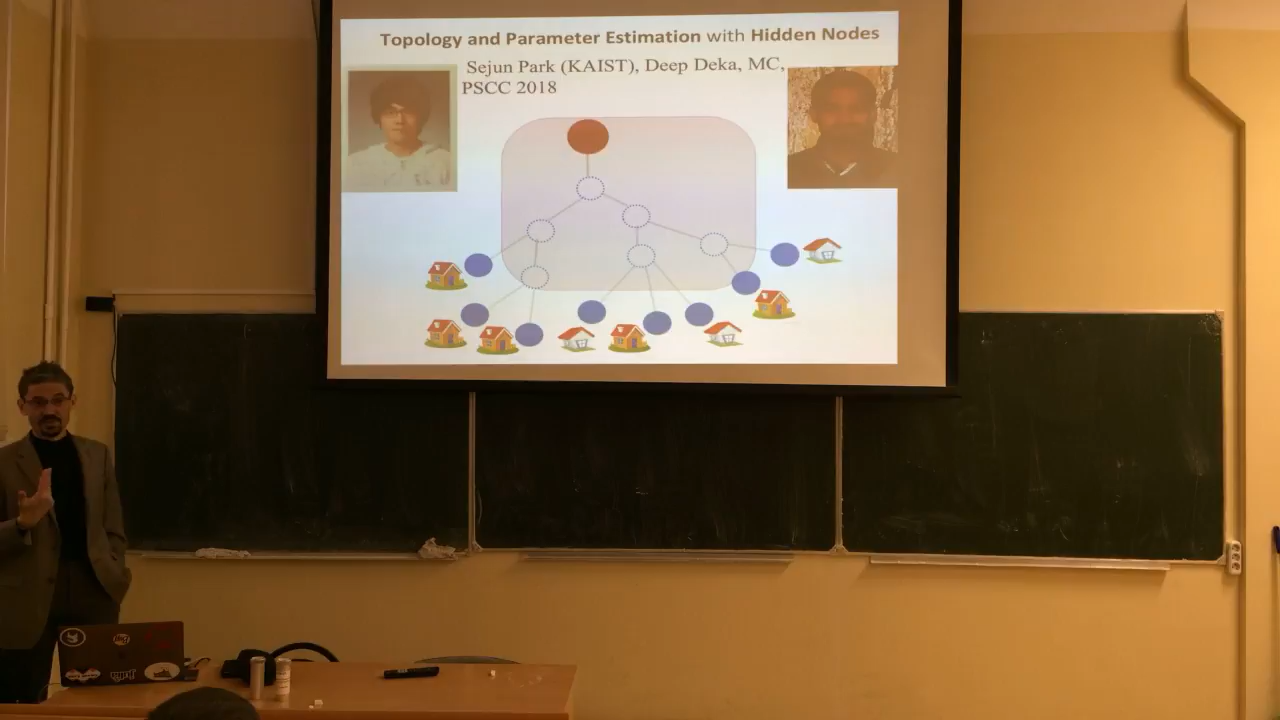 Topology and Parameter Estimation with Hidden Nodes
Sejun Park (KAIST), Deep Deka, MC,
PSCC 2018